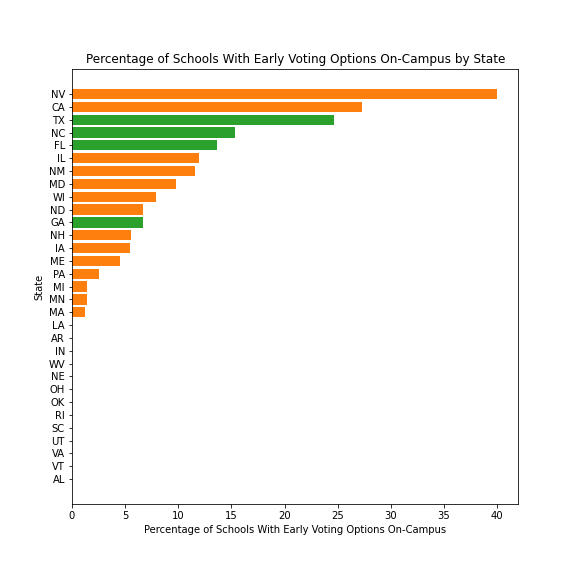 Percentage of Schools With Early Voting Options On-Campus by State
NV
CA
TX
NC
FL
IL
NM
MD
WI
ND
GA
NH
IA
ME
PA
MI
MN
MA
LA
AR
IN
WV
NE
OH
OK
RI
SC
UT
VA
VT
AL
State
0 5 10 15 20 25 30 35 40
Percentage of Schools With Early Voting Options On-Campus